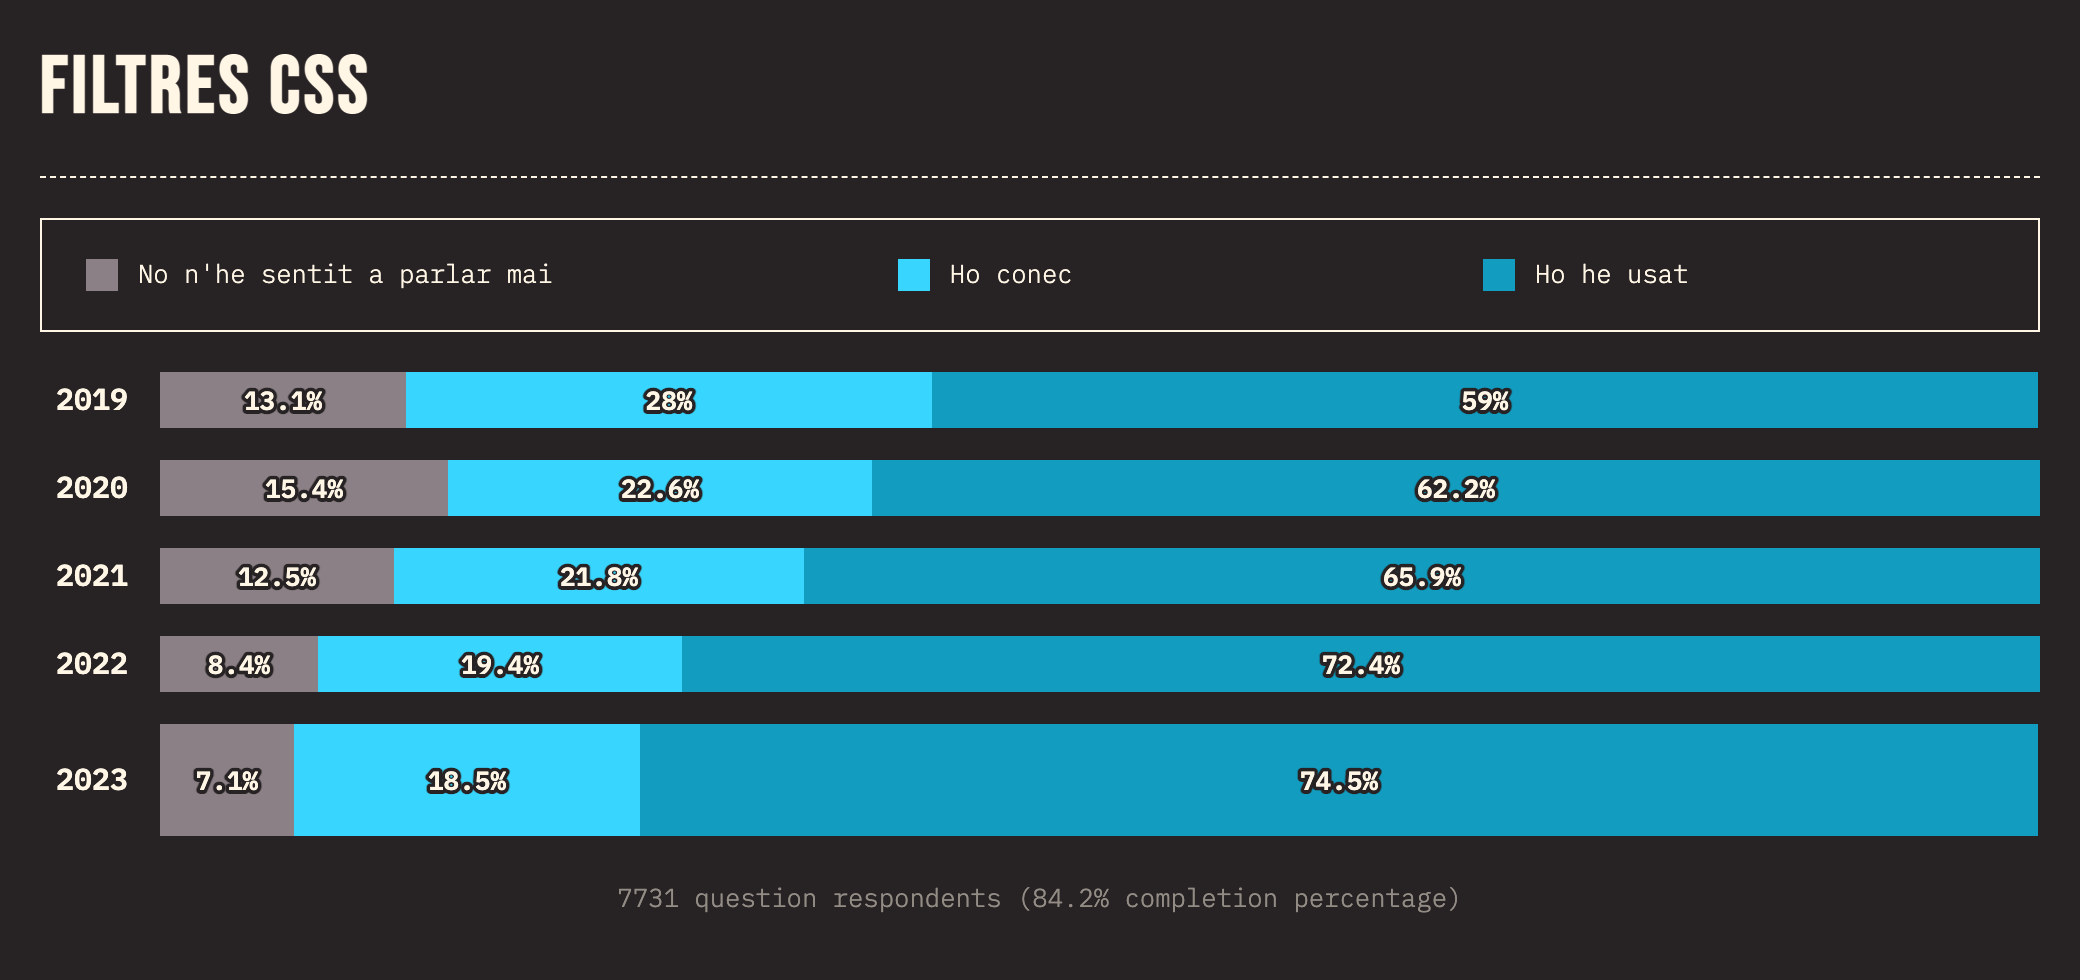 FILTRES CSS
No n'he sentit a parlar mai Ho conec Ho he usat
2019 13.1% 28% 59%
2020 15.4% 22.6% 62.2%
2021 12.5% 21.8% 65.9%
2022 8.4% 19.4% 72.4%
2023 7.1% 18.5% 74.5%
7731 question respondents (84.2% completion percentage)